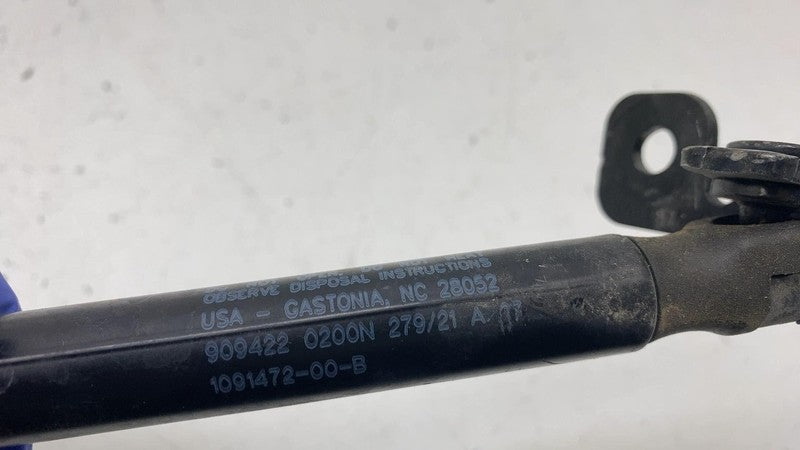 OBSERVE DISPOSAL INSTRUCTIONS
USA - GASTONIA, NC 28052
909422 0200N 279/21 A
1091472-00-B